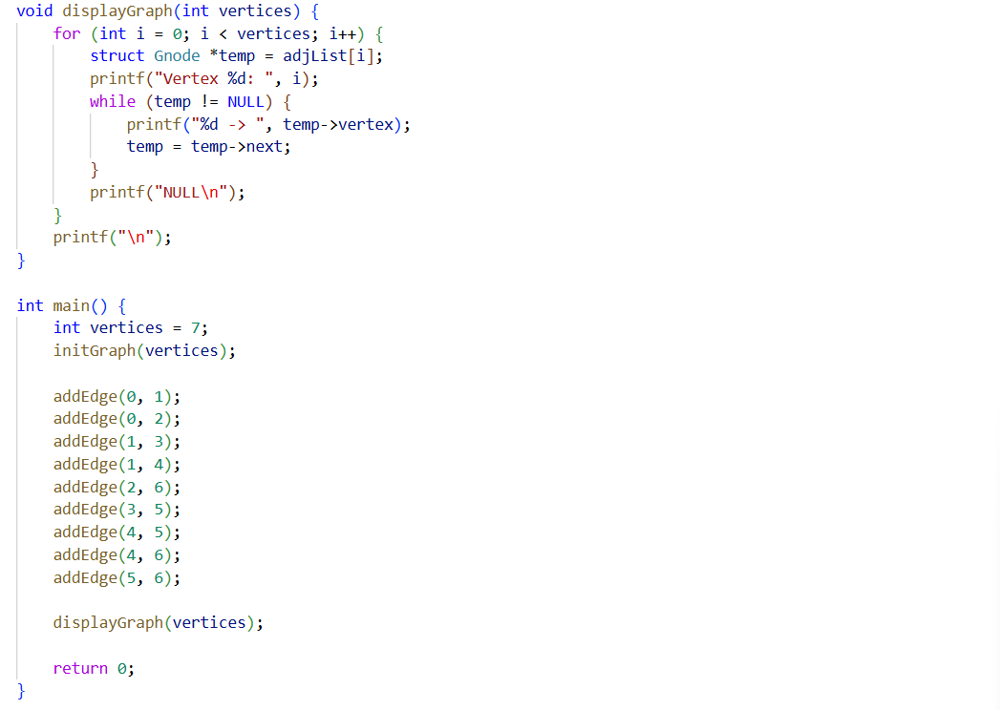 void displayGraph(int vertices) {
    for (int i = 0; i < vertices; i++) {
        struct Gnode *temp = adjList[i];
        printf("Vertex %d: ", i);
        while (temp != NULL) {
            printf("%d -> ", temp->vertex);
            temp = temp->next;
        }
        printf("NULL\n");
    }
    printf("\n");
}

int main() {
    int vertices = 7;
    initGraph(vertices);

    addEdge(0, 1);
    addEdge(0, 2);
    addEdge(1, 3);
    addEdge(1, 4);
    addEdge(2, 6);
    addEdge(3, 5);
    addEdge(4, 5);
    addEdge(4, 6);
    addEdge(5, 6);

    displayGraph(vertices);

    return 0;
}